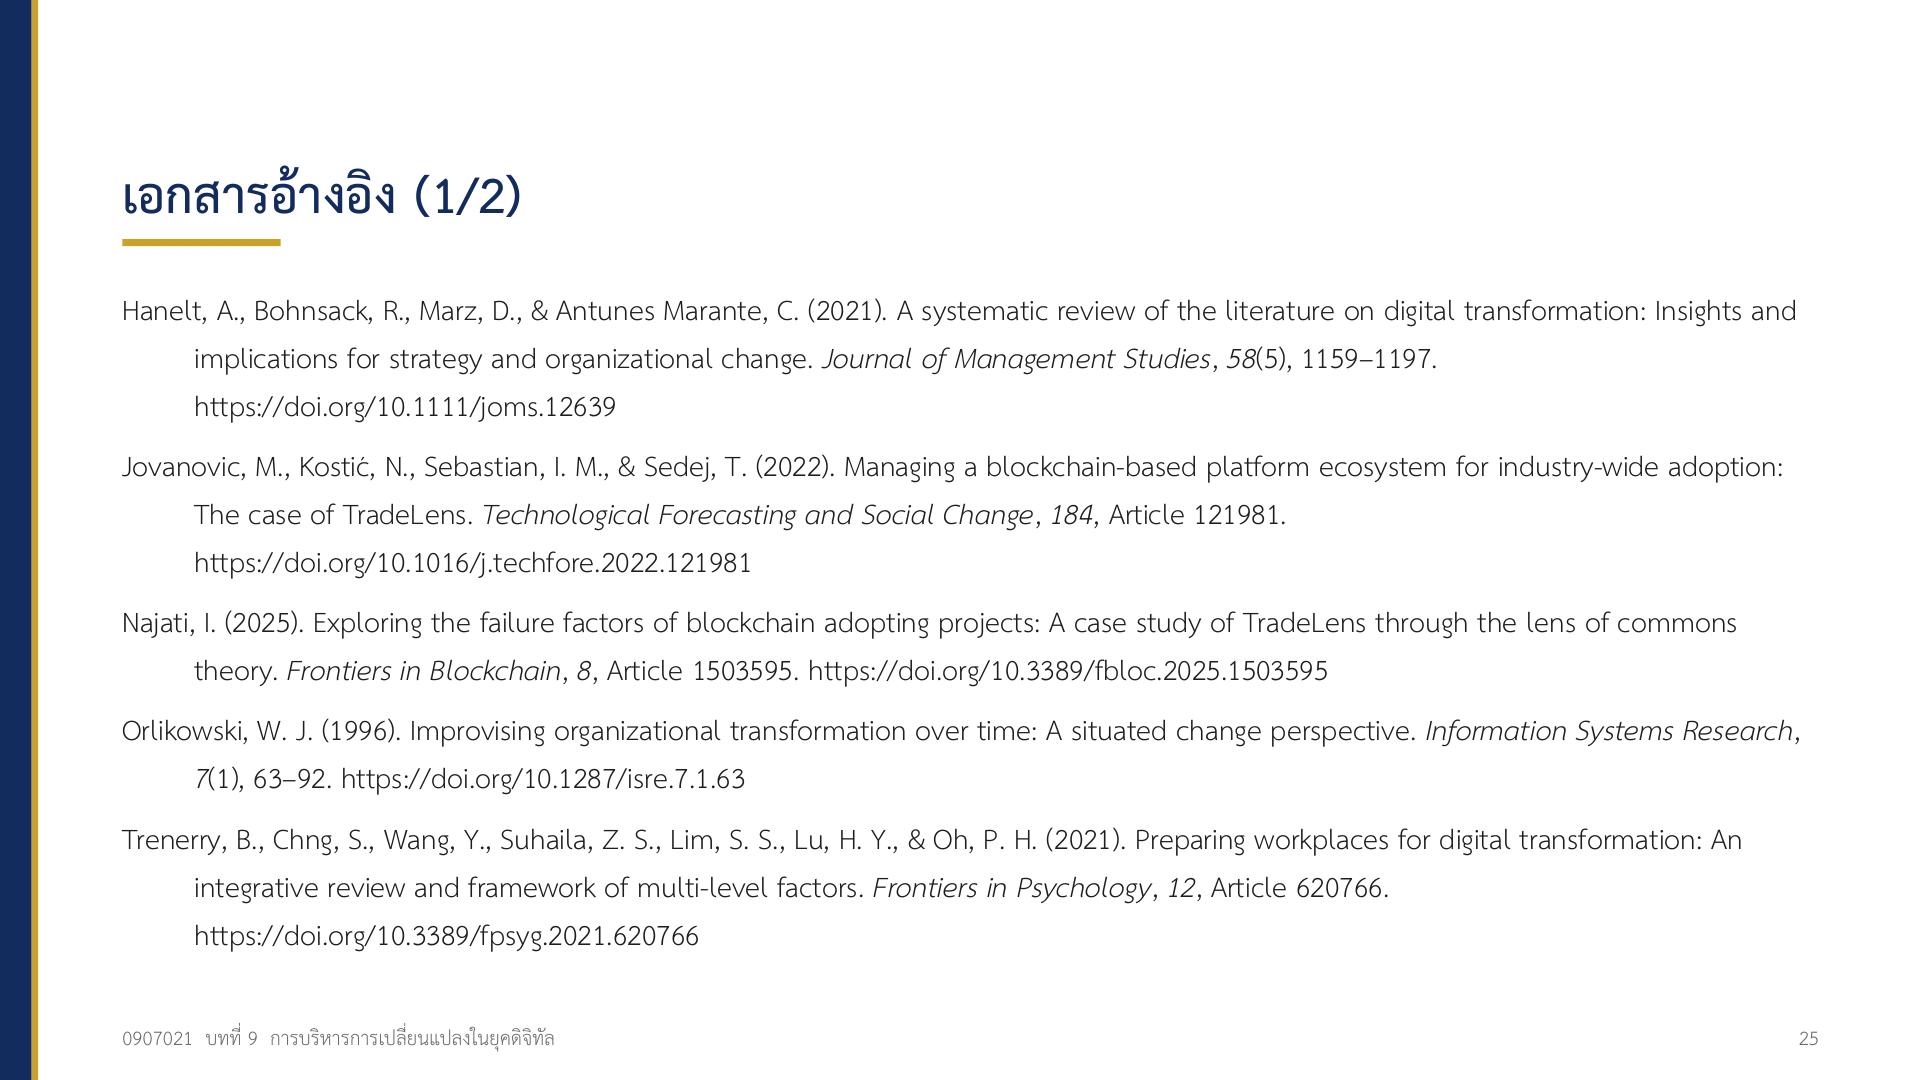 เอกสารอ้างอิง (1/2)
Hanelt, A., Bohnsack, R., Marz, D., & Antunes Marante, C. (2021). A systematic review of the literature on digital transformation: Insights and
implications for strategy and organizational change. Journal of Management Studies, 58(5), 1159–1197.
https://doi.org/10.1111/joms.12639
Jovanovic, M., Kostić, N., Sebastian, I. M., & Sedej, T. (2022). Managing a blockchain-based platform ecosystem for industry-wide adoption:
The case of TradeLens. Technological Forecasting and Social Change, 184, Article 121981.
https://doi.org/10.1016/j.techfore.2022.121981
Najati, I. (2025). Exploring the failure factors of blockchain adopting projects: A case study of TradeLens through the lens of commons
theory. Frontiers in Blockchain, 8, Article 1503595. https://doi.org/10.3389/fbloc.2025.1503595
Orlikowski, W. J. (1996). Improvising organizational transformation over time: A situated change perspective. Information Systems Research,
7(1), 63–92. https://doi.org/10.1287/isre.7.1.63
Trenerry, B., Chng, S., Wang, Y., Suhaila, Z. S., Lim, S. S., Lu, H. Y., & Oh, P. H. (2021). Preparing workplaces for digital transformation: An
integrative review and framework of multi-level factors. Frontiers in Psychology, 12, Article 620766.
https://doi.org/10.3389/fpsyg.2021.620766
0907021 บทที่ 9 การบริหารการเปลี่ยนแปลงในยุคดิจิทัล
25